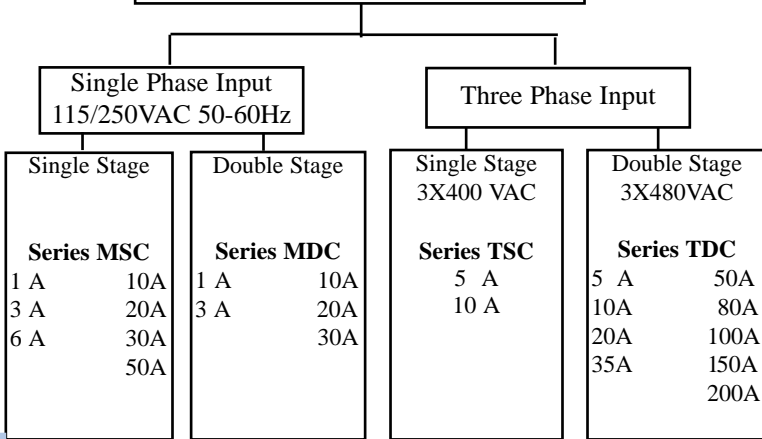 Single Phase Input
115/250VAC 50-60Hz
Three Phase Input
Single Stage
Series MSC
1 A 10A
3 A 20A
6 A 30A
50A
Double Stage
Series MDC
1 A 10A
3 A 20A
30A
Single Stage
3X400 VAC
Series TSC
5 A
10 A
Double Stage
3X480VAC
Series TDC
5 A 50A
10A 80A
20A 100A
35A 150A
200A